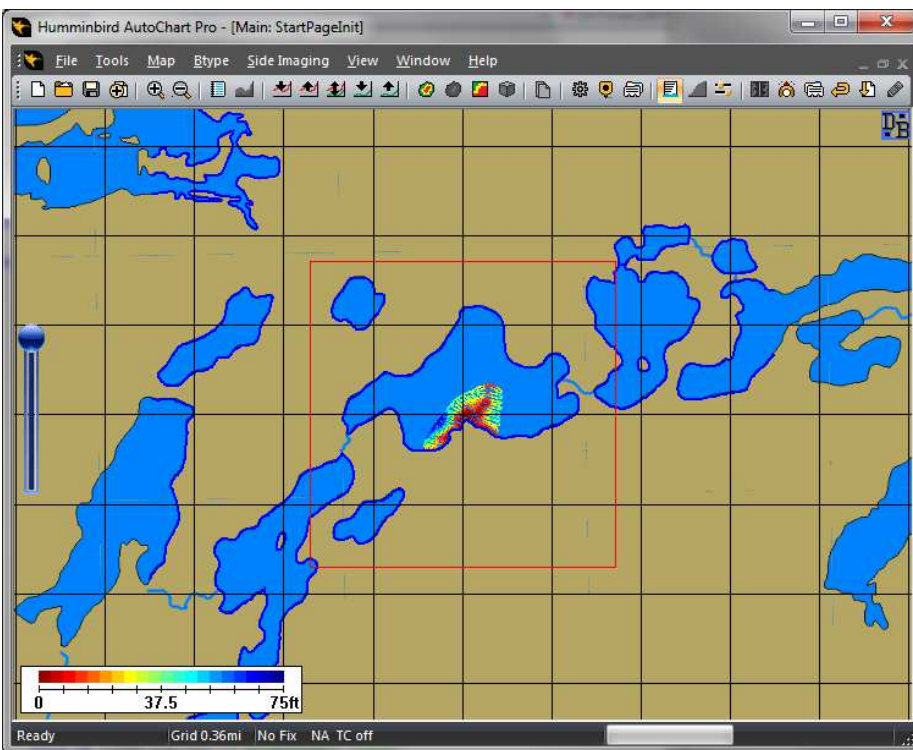 Humminbird AutoChart Pro - [Main: StartPageInit]
File Tools Map Btype Side Imaging View Window Help
DB
0 37.5 75ft
Ready Grid 0.36mi No Fix NA TC off